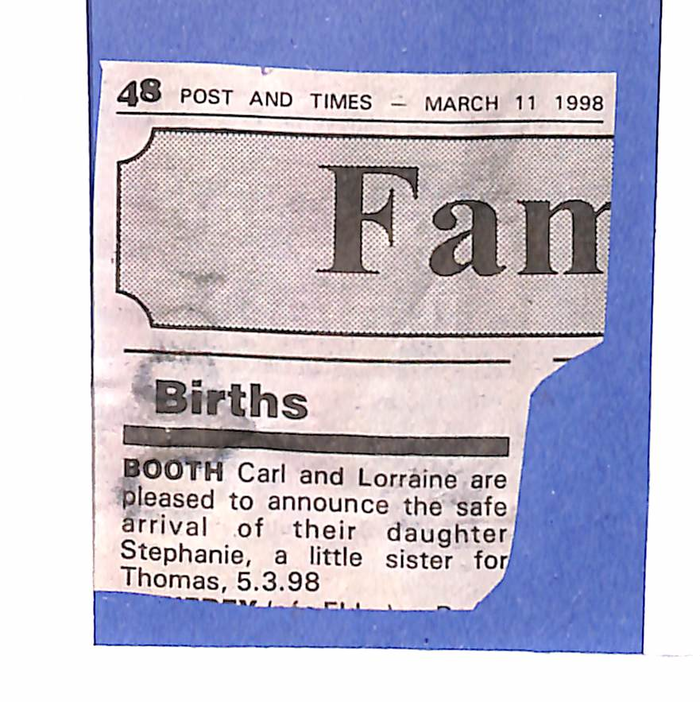 48 POST AND TIMES – MARCH 11 1998
Fam
Births
BOOTH Carl and Lorraine are
pleased to announce the safe
arrival of their daughter
Stephanie, a little sister for
Thomas, 5.3.98